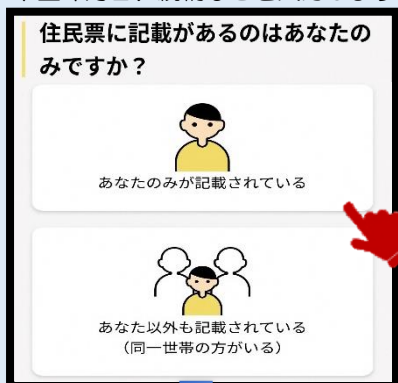 住民票に記載があるのはあなたの
みですか？
あなたのみが記載されている
あなた以外も記載されている
（同一世帯の方がいる）